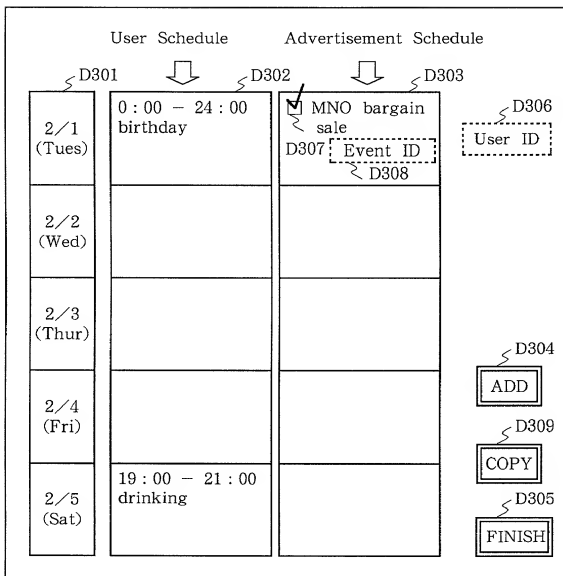 User Schedule
Advertisement Schedule
D301
D302
D303
2/1
(Tues)
0:00 - 24:00
birthday
MNO bargain
sale
D307
Event ID
D308
D306
User ID
2/2
(Wed)
2/3
(Thur)
2/4
(Fri)
D304
ADD
2/5
(Sat)
19:00 - 21:00
drinking
D309
COPY
D305
FINISH